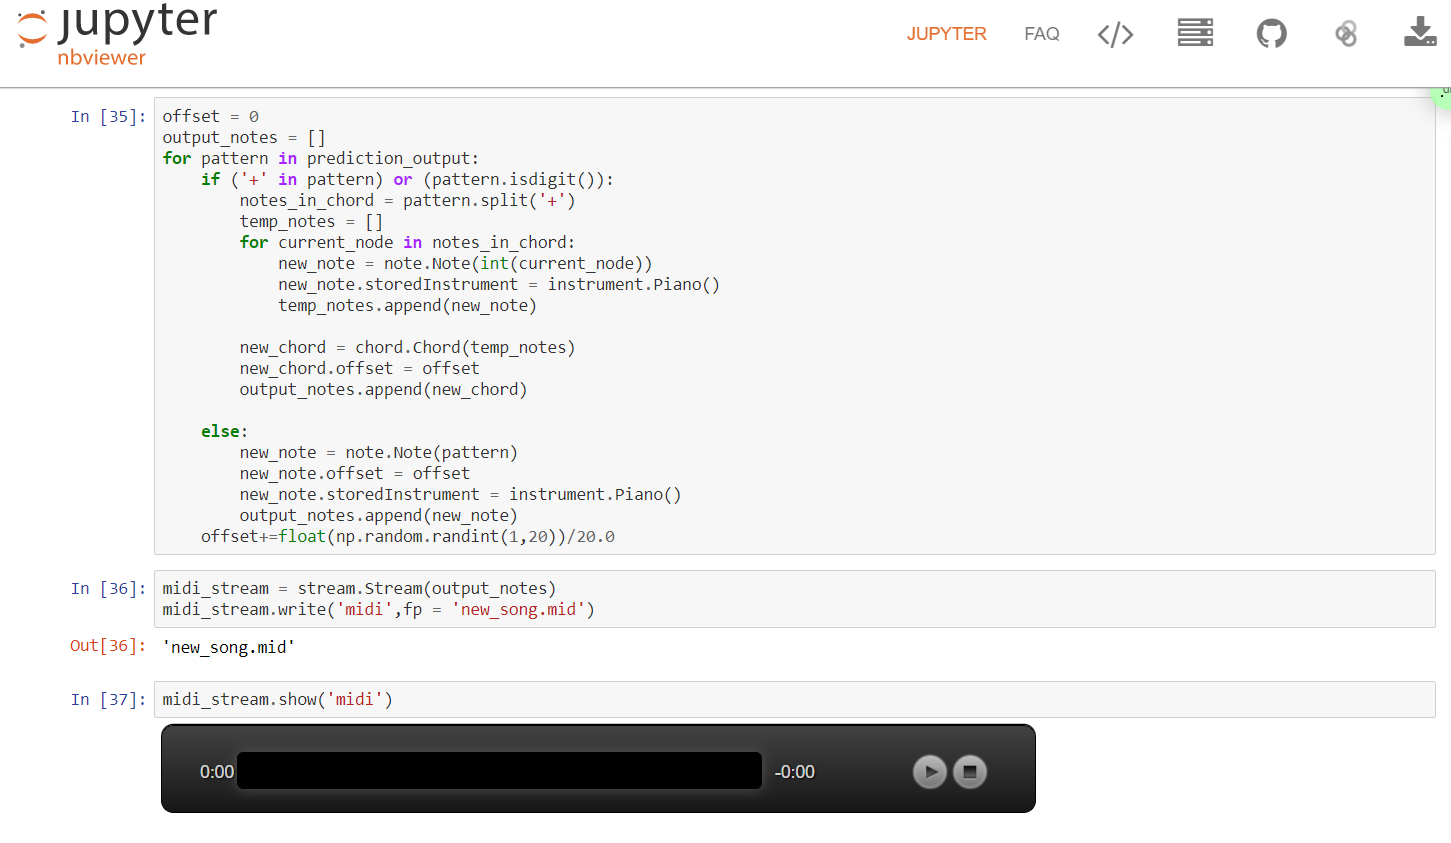 jupyter
nbviewer
JUPYTER
FAQ
In [35]:
offset = 0
output_notes = []
for pattern in prediction_output:
    if ('+' in pattern) or (pattern.isdigit()):
        notes_in_chord = pattern.split('+')
        temp_notes = []
        for current_node in notes_in_chord:
            new_note = note.Note(int(current_node))
            new_note.storedInstrument = instrument.Piano()
            temp_notes.append(new_note)
        new_chord = chord.Chord(temp_notes)
        new_chord.offset = offset
        output_notes.append(new_chord)
    else:
        new_note = note.Note(pattern)
        new_note.offset = offset
        new_note.storedInstrument = instrument.Piano()
        output_notes.append(new_note)
    offset+=float(np.random.randint(1,20))/20.0
In [36]:
midi_stream = stream.Stream(output_notes)
midi_stream.write('midi',fp = 'new_song.mid')
Out[36]: 'new_song.mid'
In [37]:
midi_stream.show('midi')
0:00
-0:00